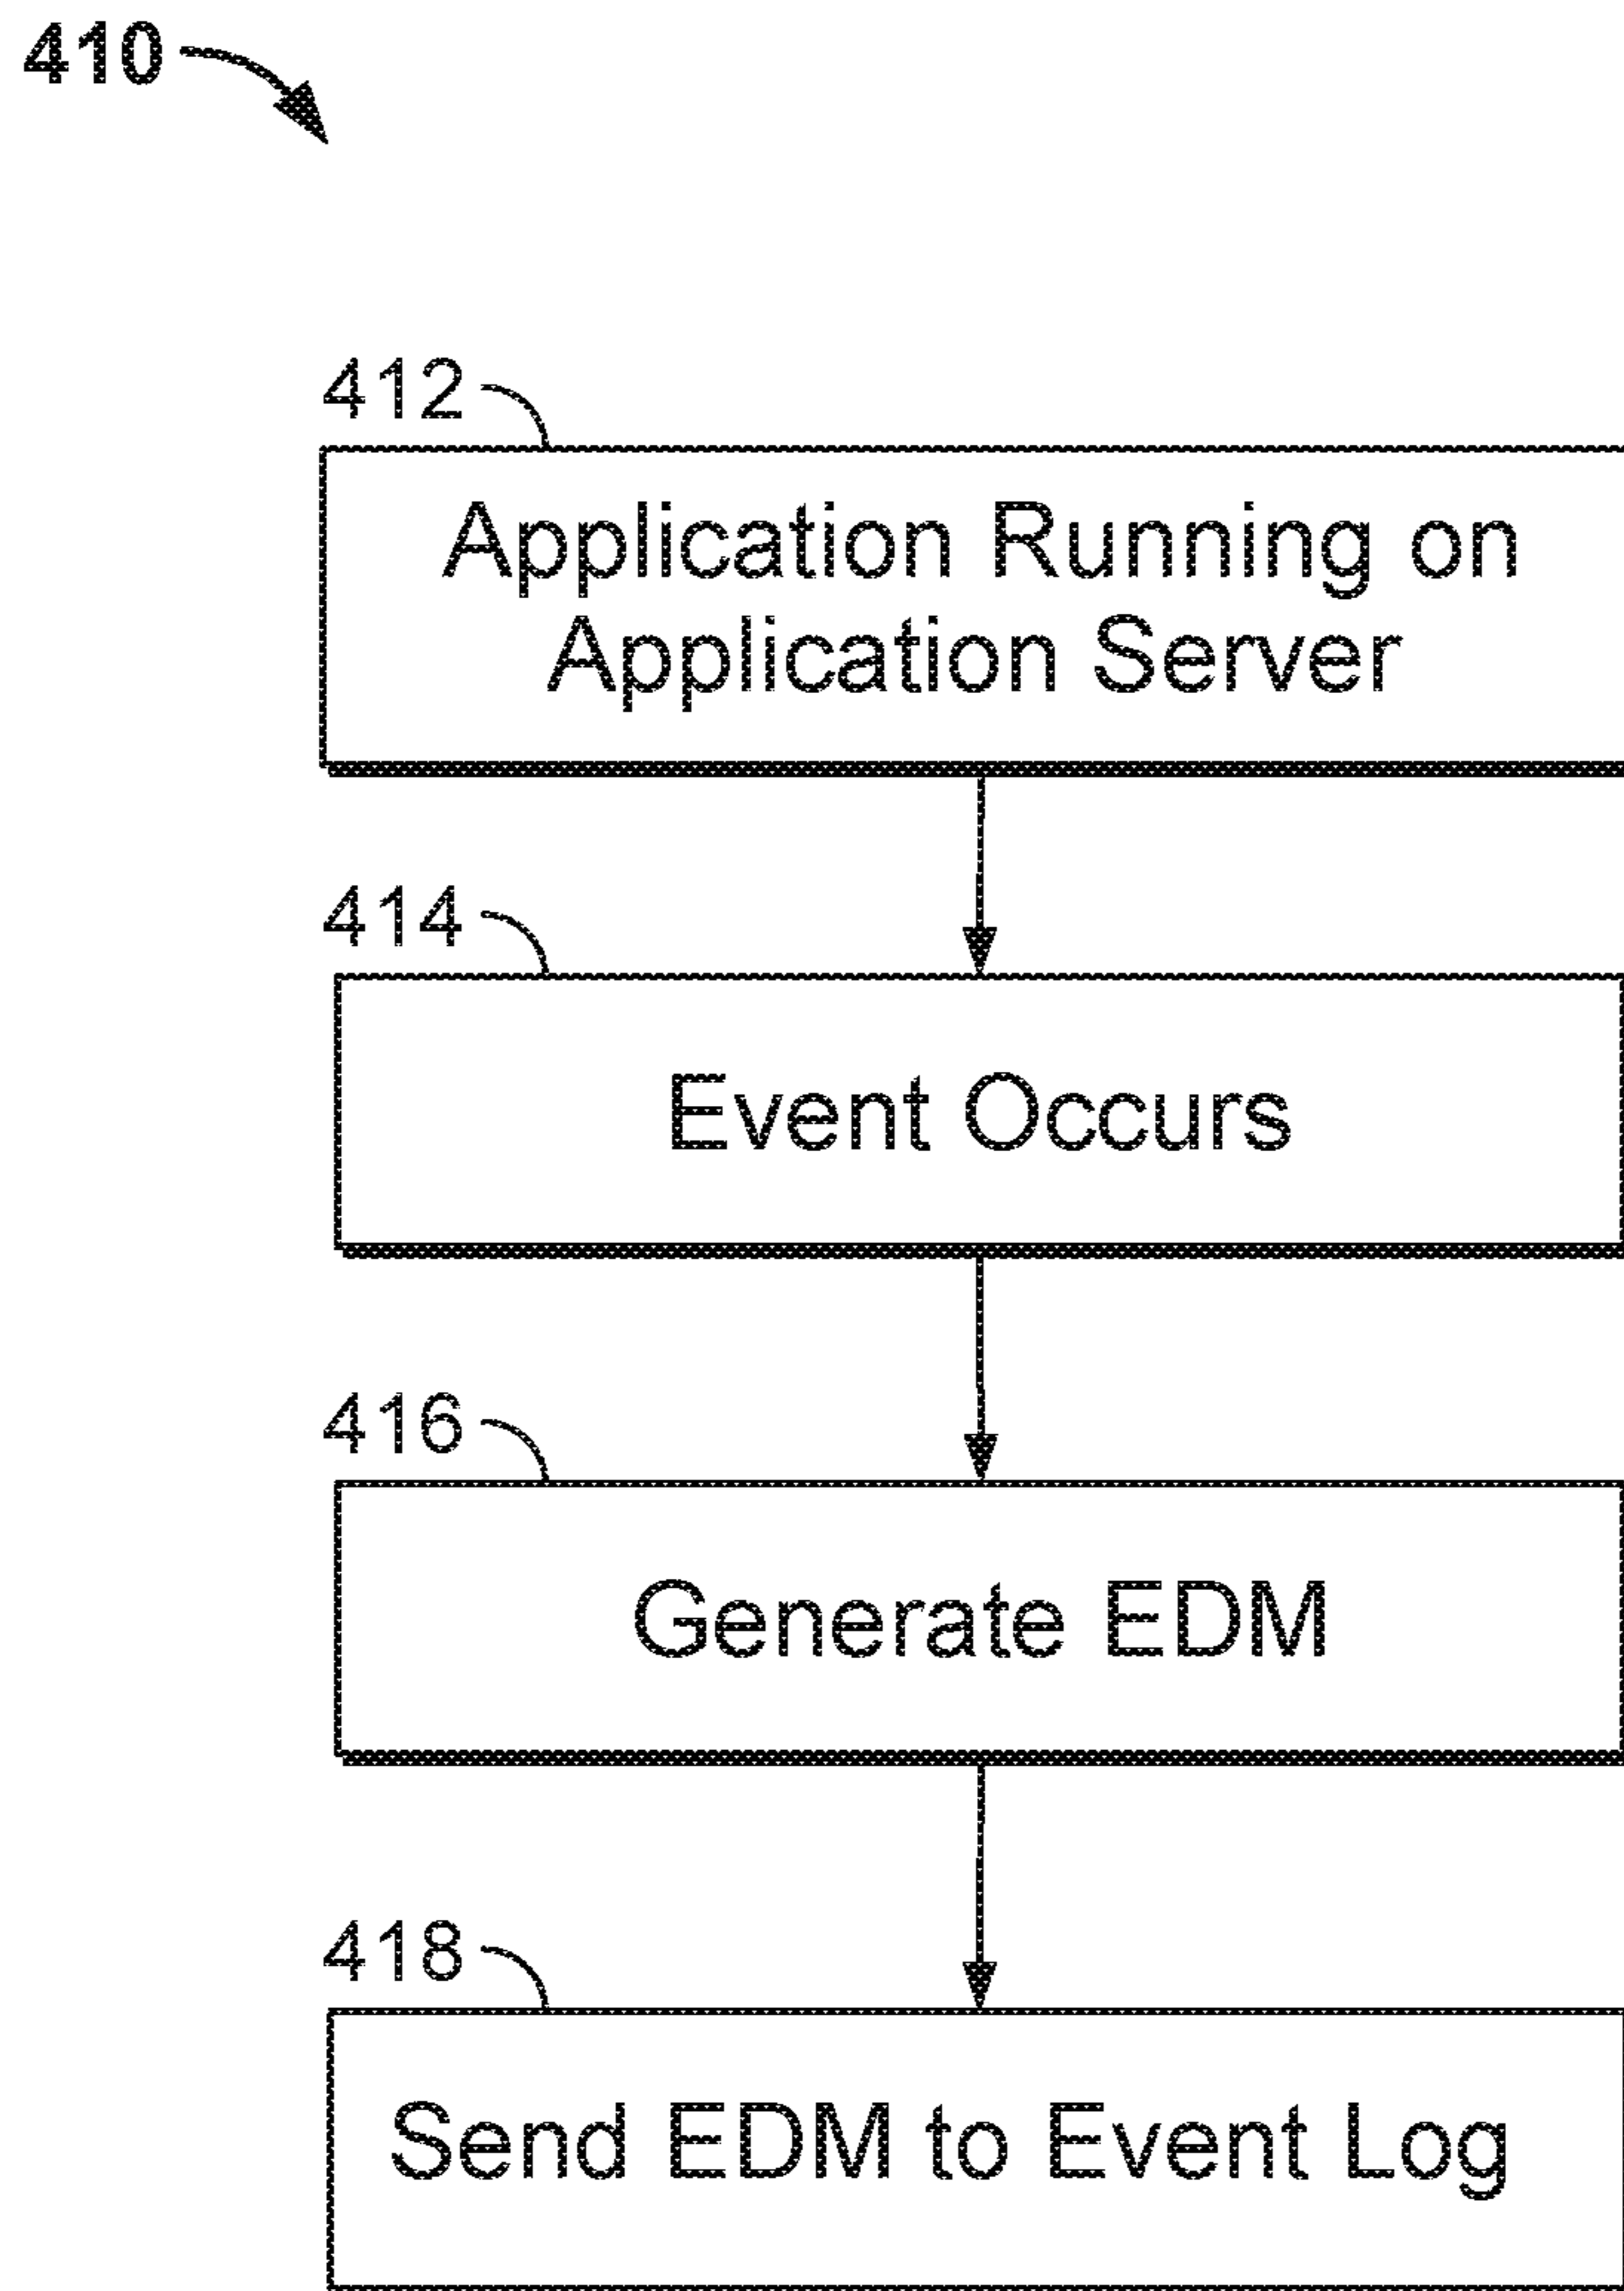 410
412
Application Running on
Application Server
414
Event Occurs
416
Generate EDM
418
Send EDM to Event Log